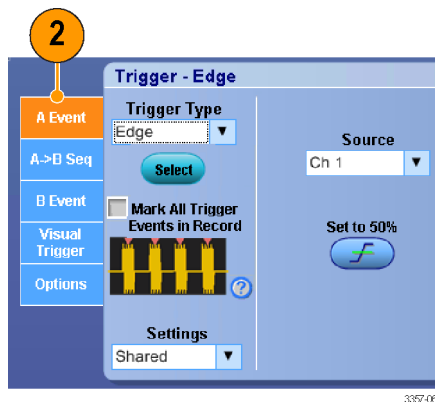 2
Trigger - Edge
A Event
A->B Seq
B Event
Visual
Trigger
Options
Trigger Type
Edge
Select
Mark All Trigger
Events in Record
?
Settings
Shared
Source
Ch 1
Set to 50%